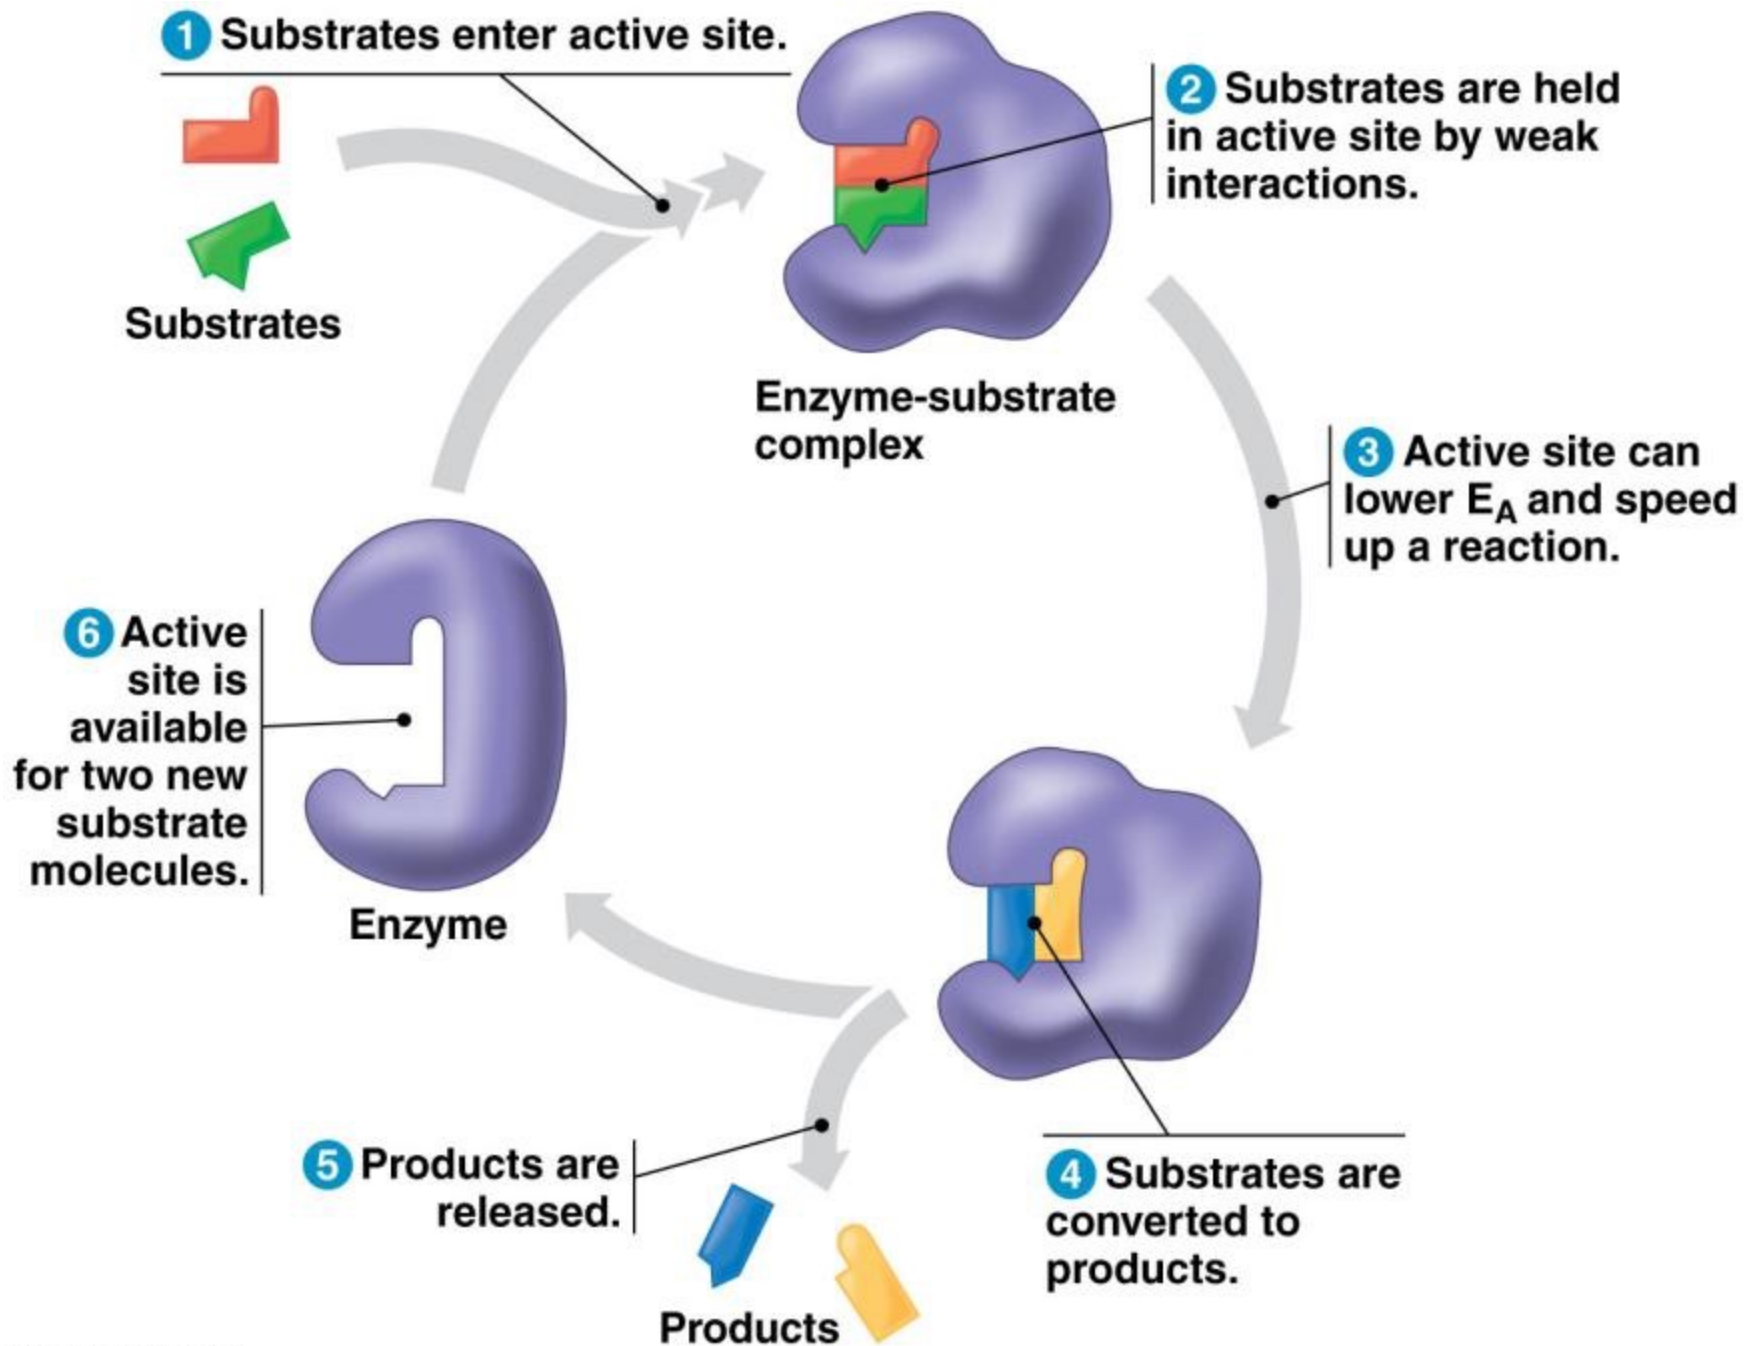 1 Substrates enter active site.
2 Substrates are held
in active site by weak
interactions.
Substrates
Enzyme-substrate
complex
3 Active site can
lower EA and speed
up a reaction.
6 Active
site is
available
for two new
substrate
molecules.
Enzyme
5 Products are
released.
4 Substrates are
converted to
products.
Products